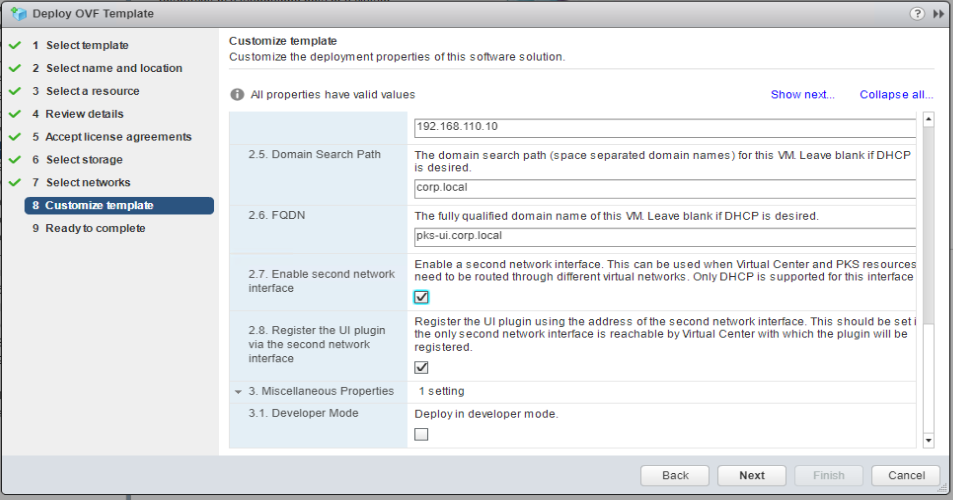 Deploy OVF Template
1 Select template
2 Select name and location
3 Select a resource
4 Review details
5 Accept license agreements
6 Select storage
7 Select networks
8 Customize template
9 Ready to complete
Customize template
Customize the deployment properties of this software solution.
All properties have valid values
Show next...
Collapse all...
192.168.110.10
2.5. Domain Search Path
The domain search path (space separated domain names) for this VM. Leave blank if DHCP
is desired.
corp.local
2.6. FQDN
The fully qualified domain name of this VM. Leave blank if DHCP is desired.
pks-ui.corp.local
2.7. Enable second network
interface
Enable a second network interface. This can be used when Virtual Center and PKS resources
need to be routed through different virtual networks. Only DHCP is supported for this interface
2.8. Register the UI plugin
via the second network
interface
Register the UI plugin using the address of the second network interface. This should be set i
the only second network interface is reachable by Virtual Center with which the plugin will be
registered.
3. Miscellaneous Properties
1 setting
3.1. Developer Mode
Deploy in developer mode.
Back
Next
Finish
Cancel